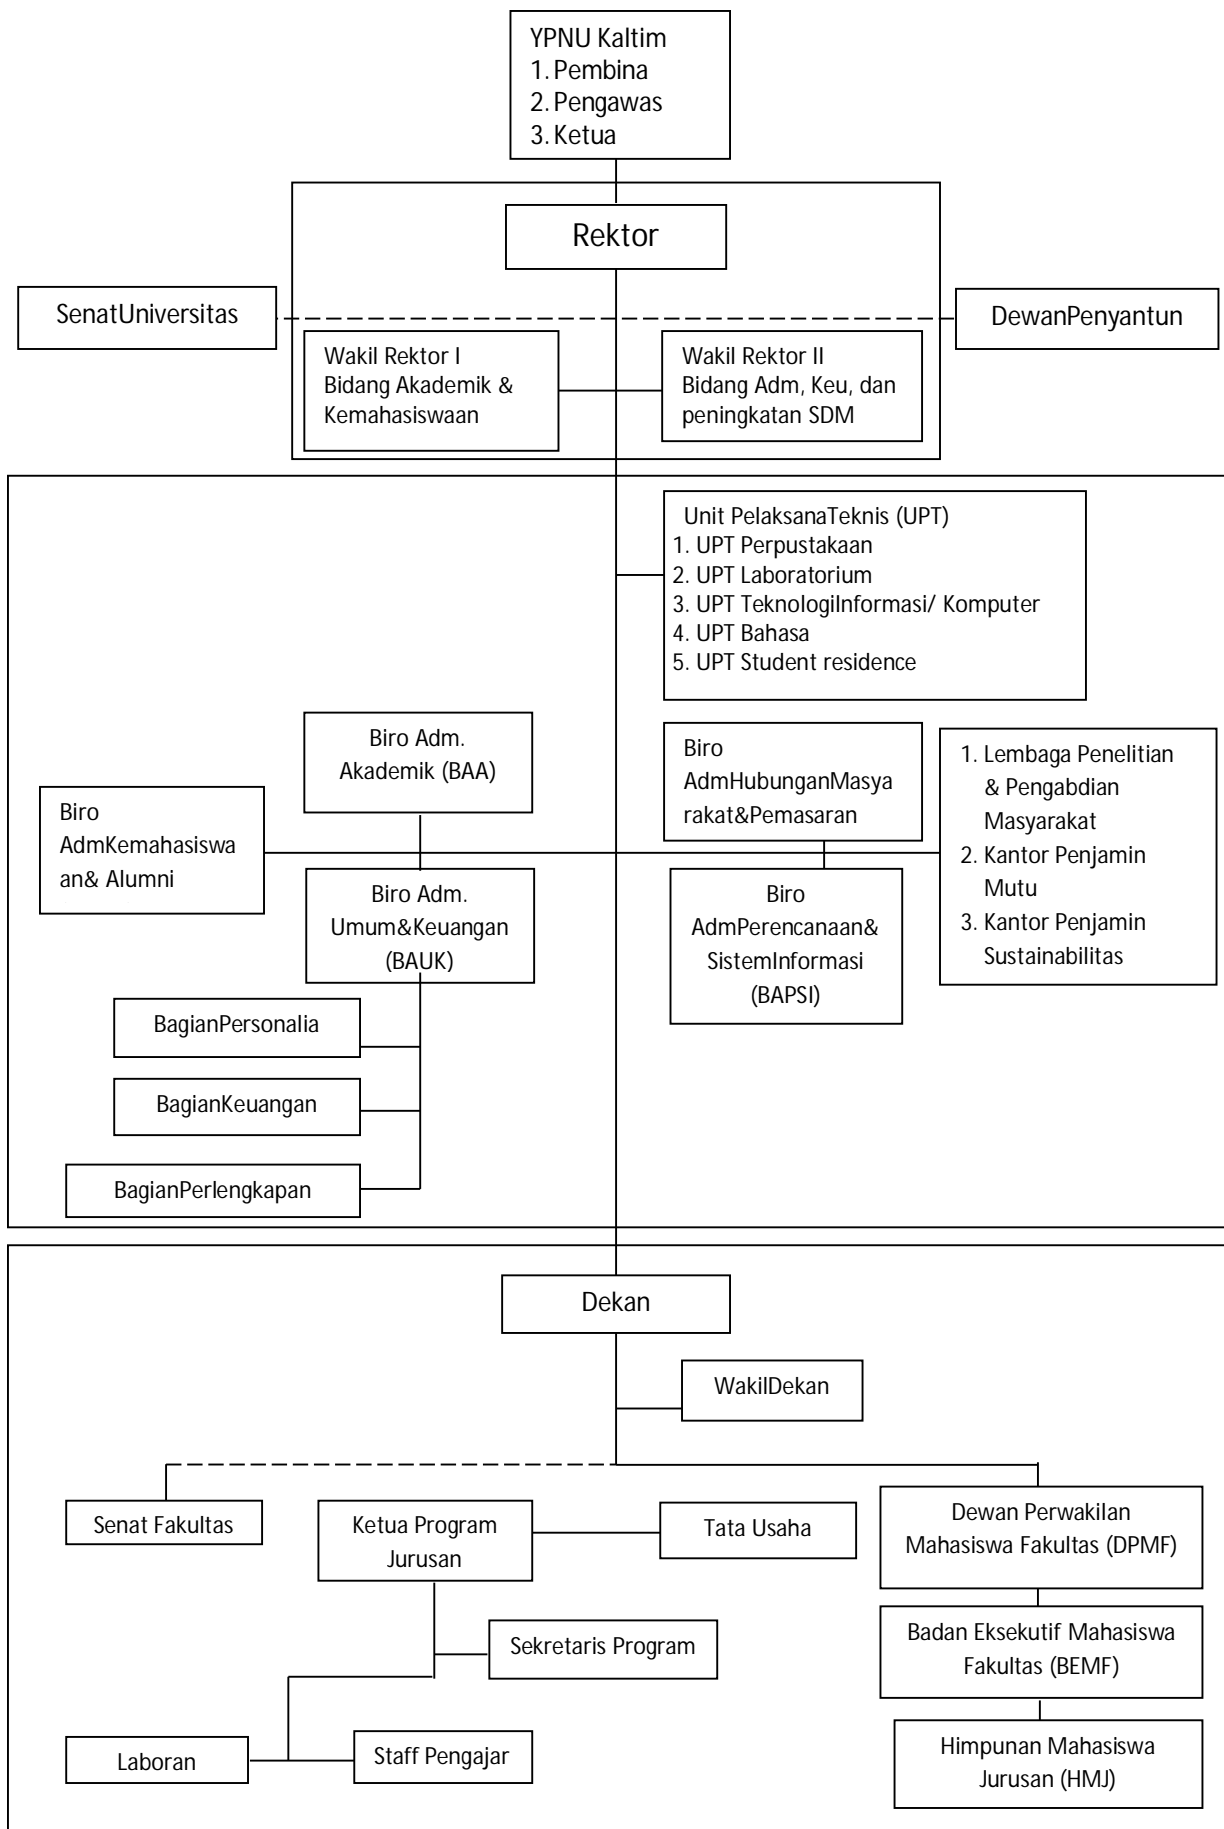 YPNU Kaltim
1. Pembina
2. Pengawas
3. Ketua
Rektor
SenatUniversitas
DewanPenyantun
Wakil Rektor I
Bidang Akademik &
Kemahasiswaan
Wakil Rektor II
Bidang Adm, Keu, dan
peningkatan SDM
Unit PelaksanaTeknis (UPT)
1. UPT Perpustakaan
2. UPT Laboratorium
3. UPT TeknologiInformasi/ Komputer
4. UPT Bahasa
5. UPT Student residence
Biro Adm.
Akademik (BAA)
Biro
AdmHubunganMasya
rakat&Pemasaran
1. Lembaga Penelitian
& Pengabdian
Masyarakat
2. Kantor Penjamin
Mutu
3. Kantor Penjamin
Sustainabilitas
Biro
AdmKemahasiswa
an& Alumni
Biro Adm.
Umum&Keuangan
(BAUK)
Biro
AdmPerencanaan&
SistemInformasi
(BAPSI)
BagianPersonalia
BagianKeuangan
BagianPerlengkapan
Dekan
WakilDekan
Senat Fakultas
Ketua Program
Jurusan
Tata Usaha
Dewan Perwakilan
Mahasiswa Fakultas (DPMF)
Sekretaris Program
Badan Eksekutif Mahasiswa
Fakultas (BEMF)
Laboran
Staff Pengajar
Himpunan Mahasiswa
Jurusan (HMJ)